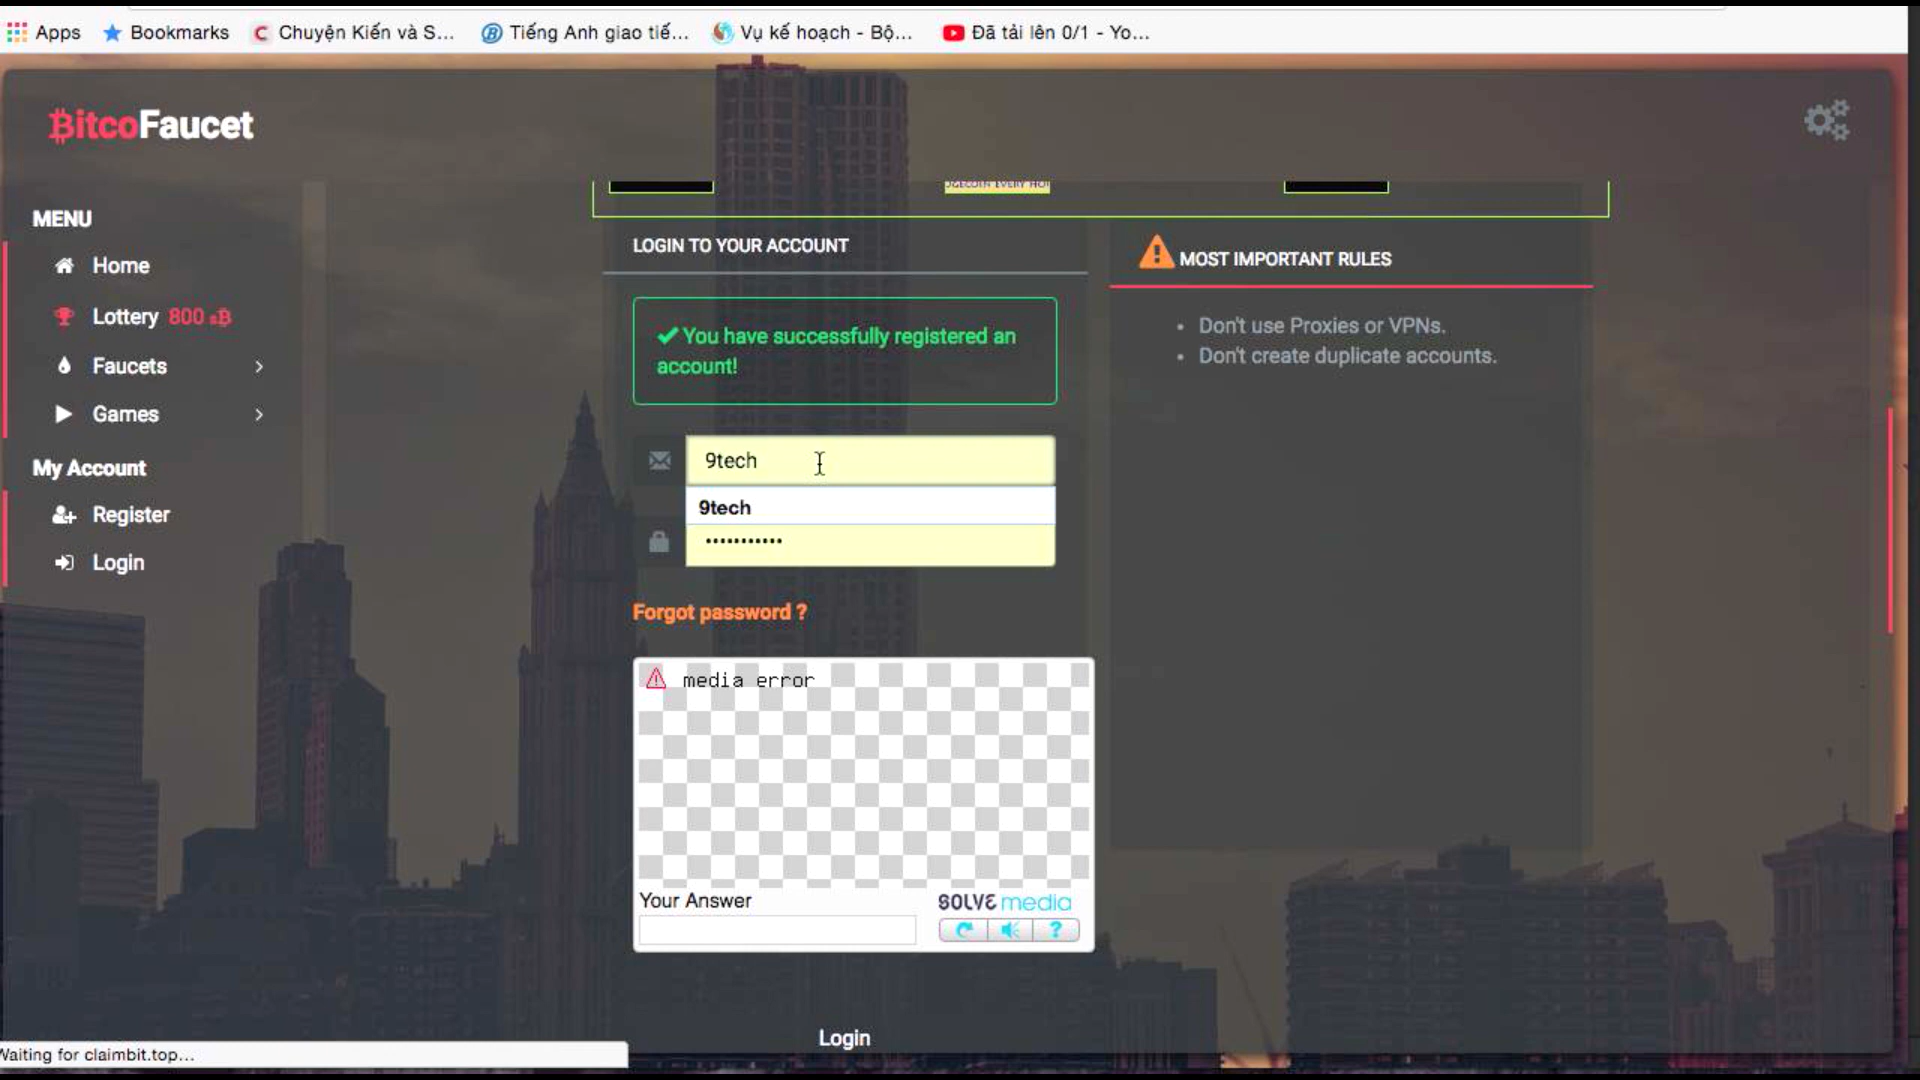 Apps
Bookmarks
Chuyện Kiến và S...
Tiếng Anh giao tiế...
Vụ kế hoạch - Bộ...
Đã tải lên 0/1 - Yo...
BitcoFaucet
MENU
Home
Lottery 800
Faucets
Games
My Account
Register
Login
LOGIN TO YOUR ACCOUNT
You have successfully registered an
account!
9tech
9tech
•••••••••••
Forgot password ?
media error
Your Answer
SOLVE media
?
Login
MOST IMPORTANT RULES
• Don't use Proxies or VPNs.
• Don't create duplicate accounts.
Waiting for claimbit.top...